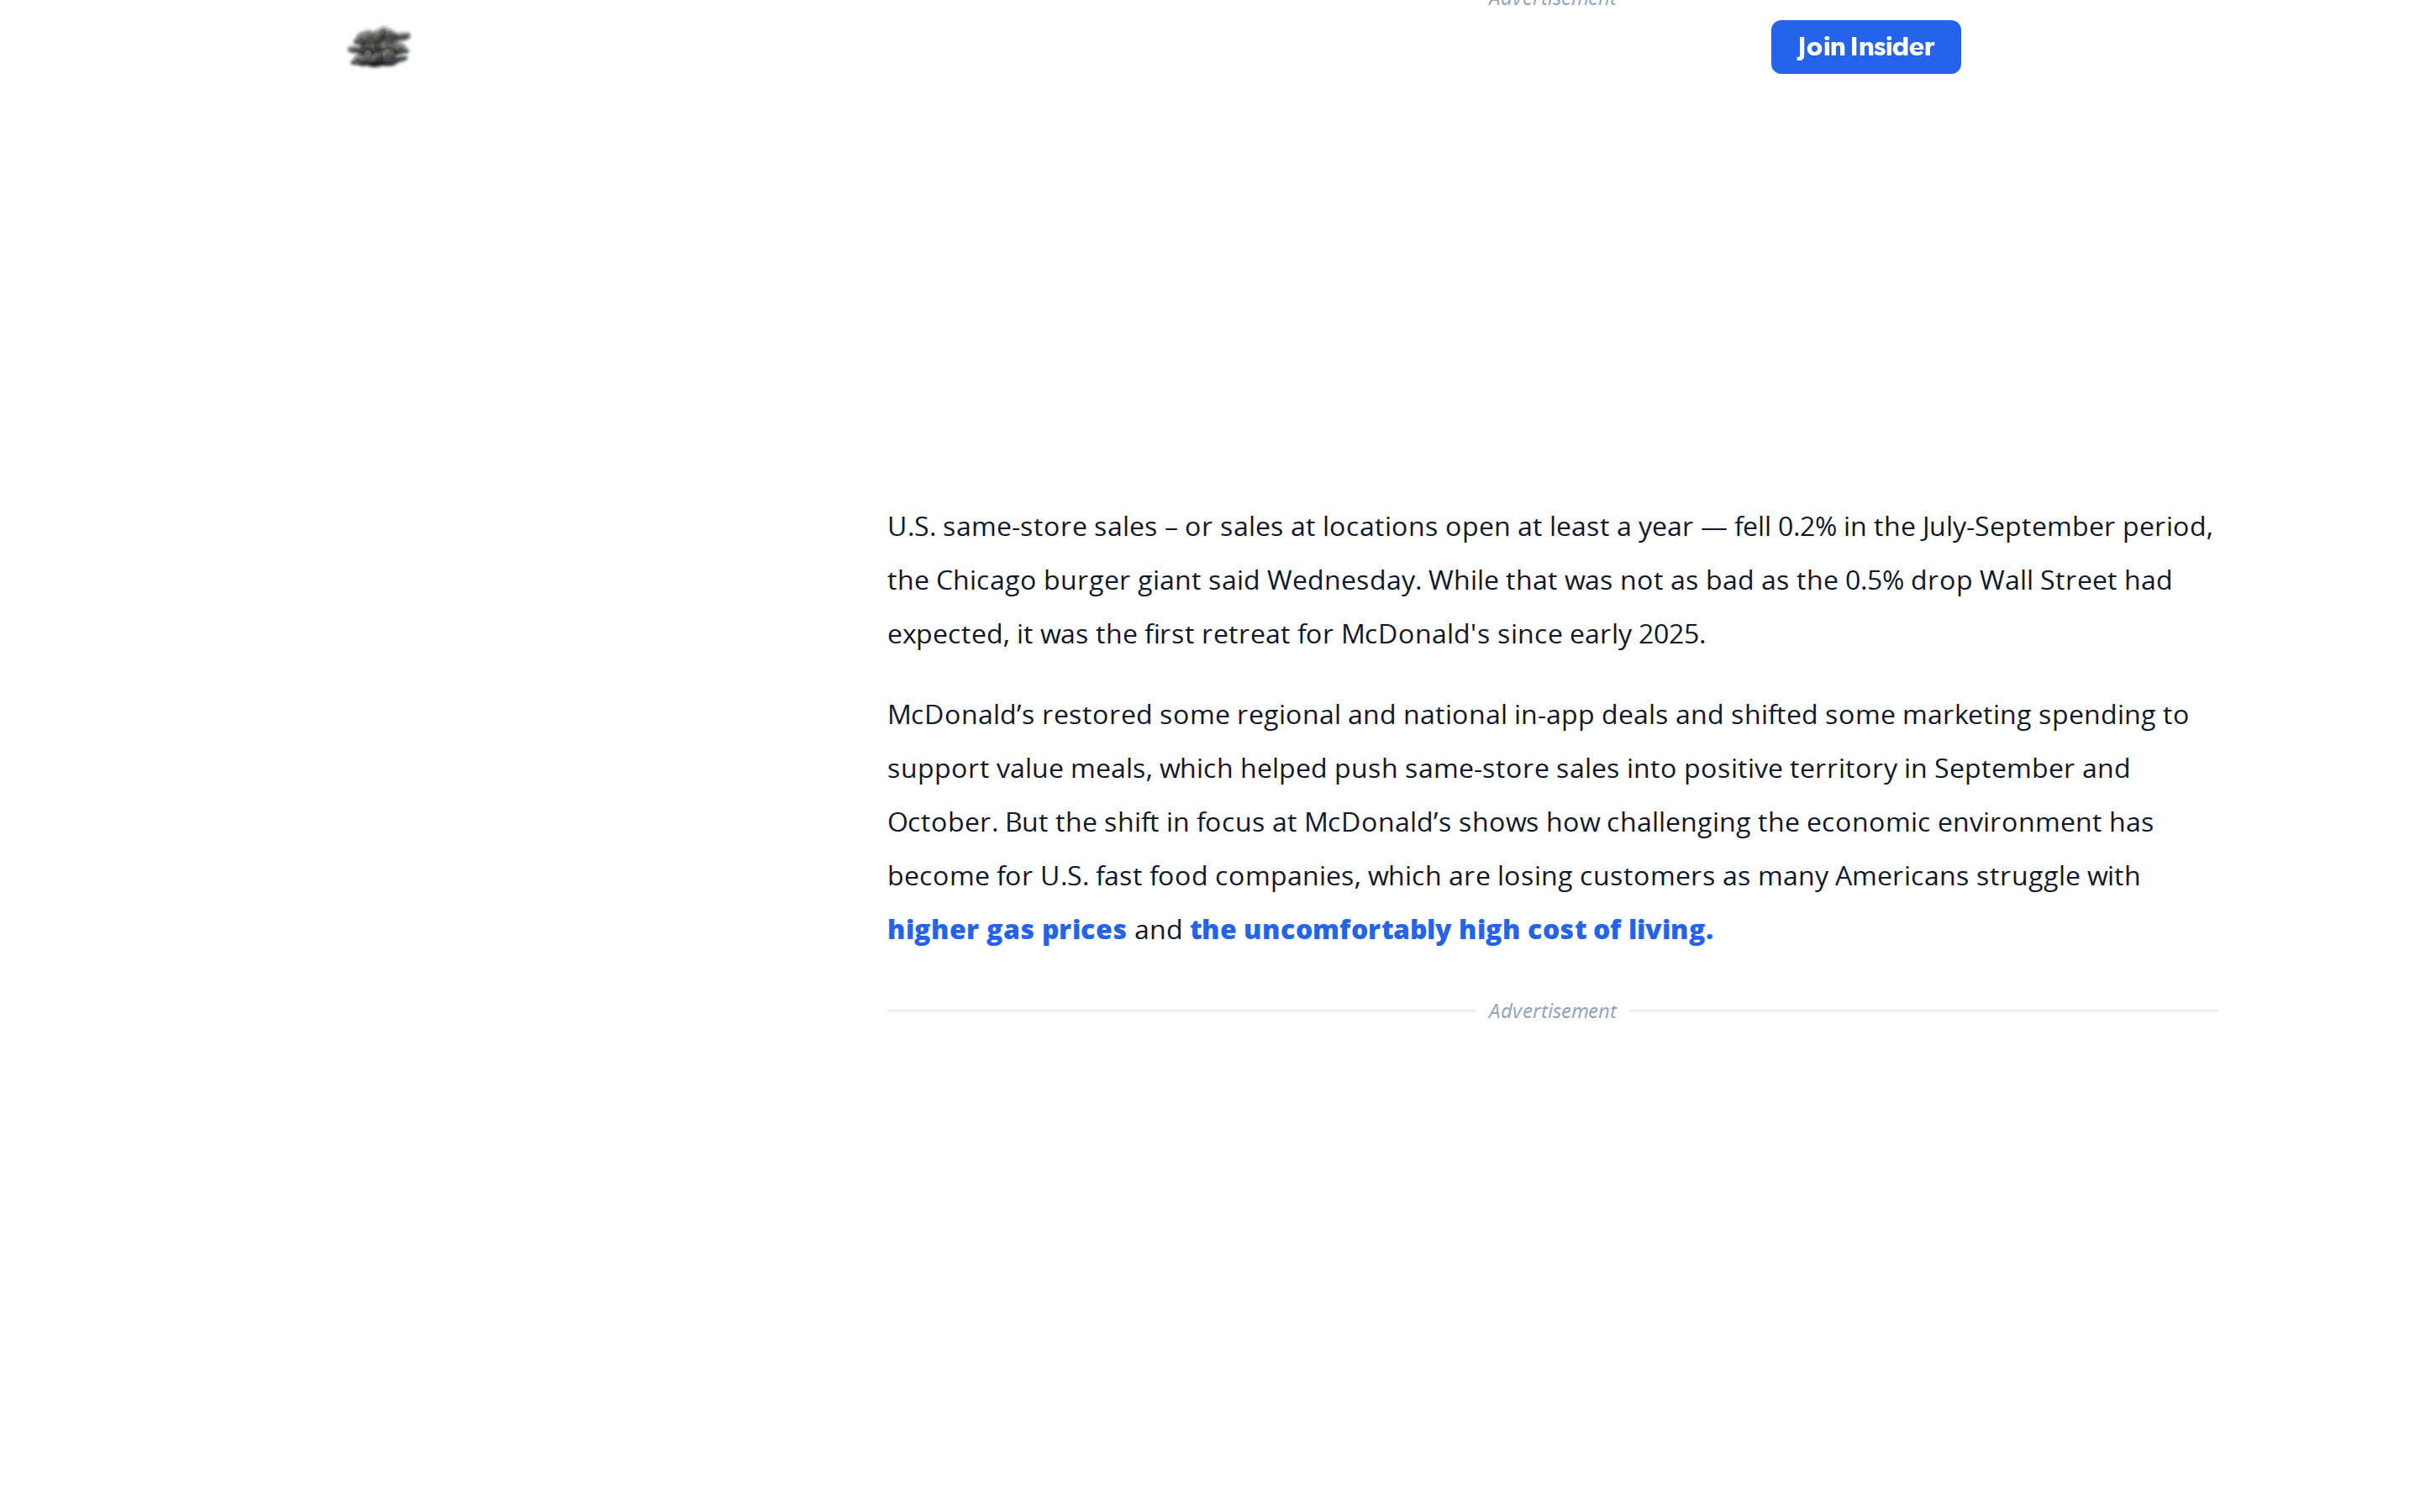 Advertisement
Join Insider
U.S. same-store sales – or sales at locations open at least a year — fell 0.2% in the July-September period,
the Chicago burger giant said Wednesday. While that was not as bad as the 0.5% drop Wall Street had
expected, it was the first retreat for McDonald's since early 2025.
McDonald’s restored some regional and national in-app deals and shifted some marketing spending to
support value meals, which helped push same-store sales into positive territory in September and
October. But the shift in focus at McDonald’s shows how challenging the economic environment has
become for U.S. fast food companies, which are losing customers as many Americans struggle with
higher gas prices and the uncomfortably high cost of living.
Advertisement